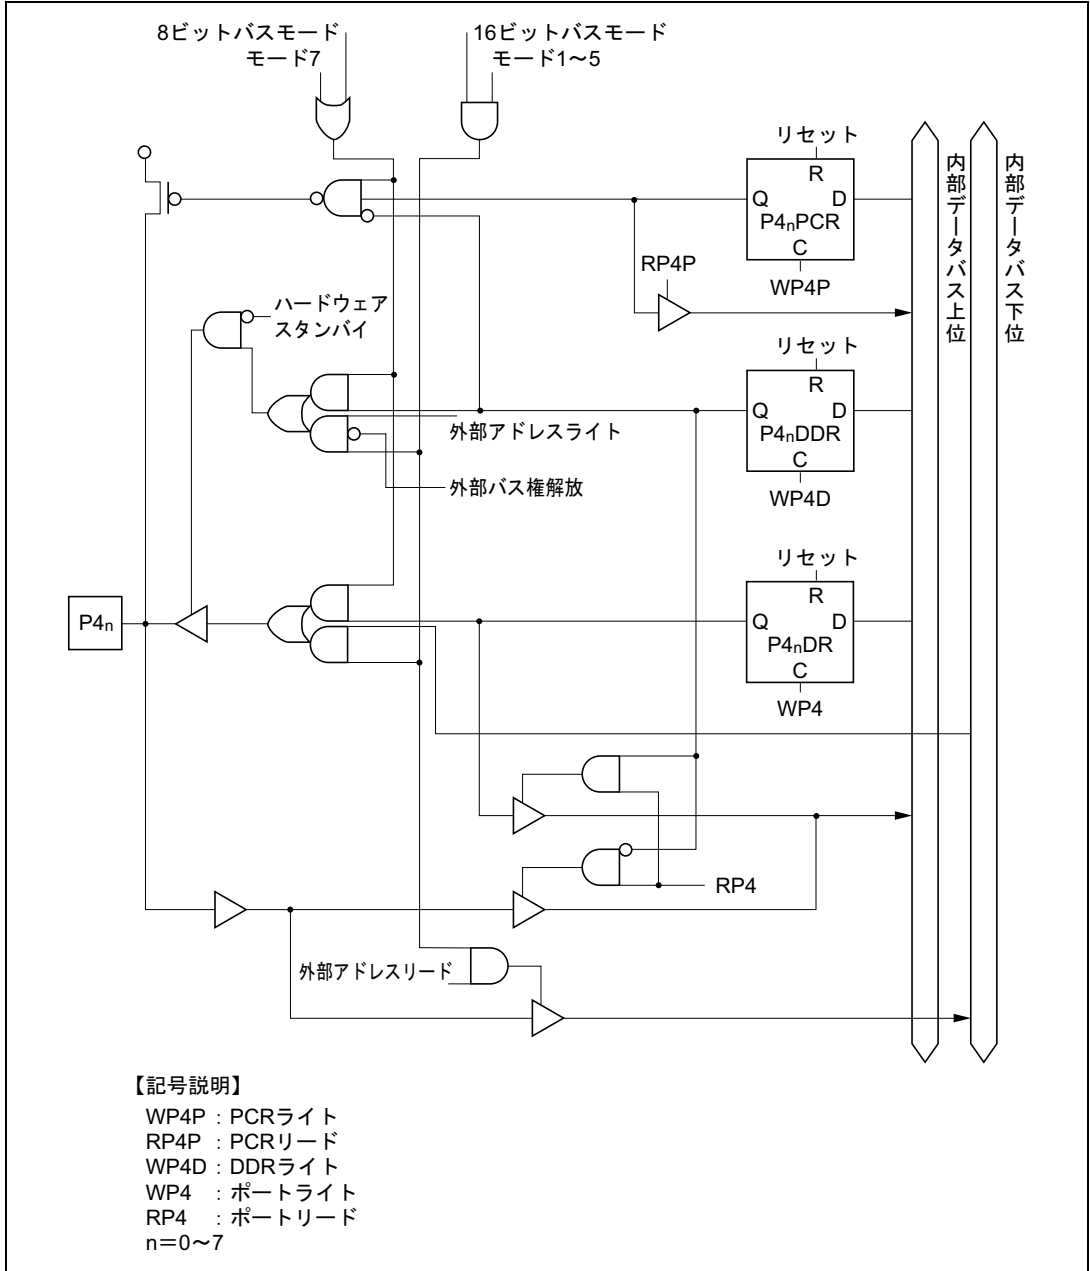 8ビットバスモード
モード7
16ビットバスモード
モード1～5
リセット
R
Q D
P4nPCR
C
WP4P
RP4P
内部データバス上位
内部データバス下位
ハードウェア
スタンバイ
リセット
R
Q D
P4nDDR
C
WP4D
外部アドレスライト
外部バス権解放
リセット
R
Q D
P4nDR
C
WP4
P4n
RP4
外部アドレスリード
【記号説明】
WP4P : PCRライト
RP4P : PCRリード
WP4D : DDRライト
WP4 : ポートライト
RP4 : ポートリード
n＝0～7